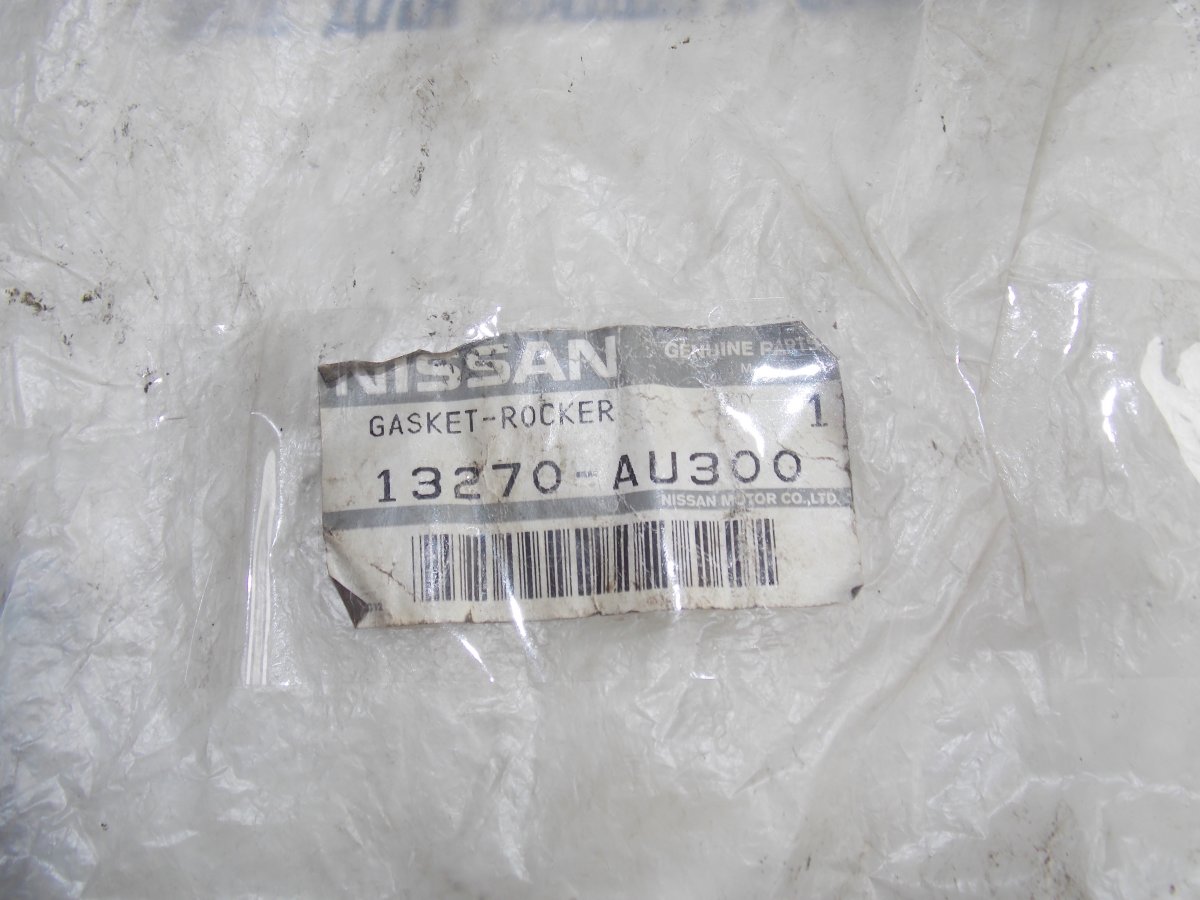 NISSAN
GENUINE PARTS
GASKET-ROCKER
1
13270-AU300
NISSAN MOTOR CO.,LTD.